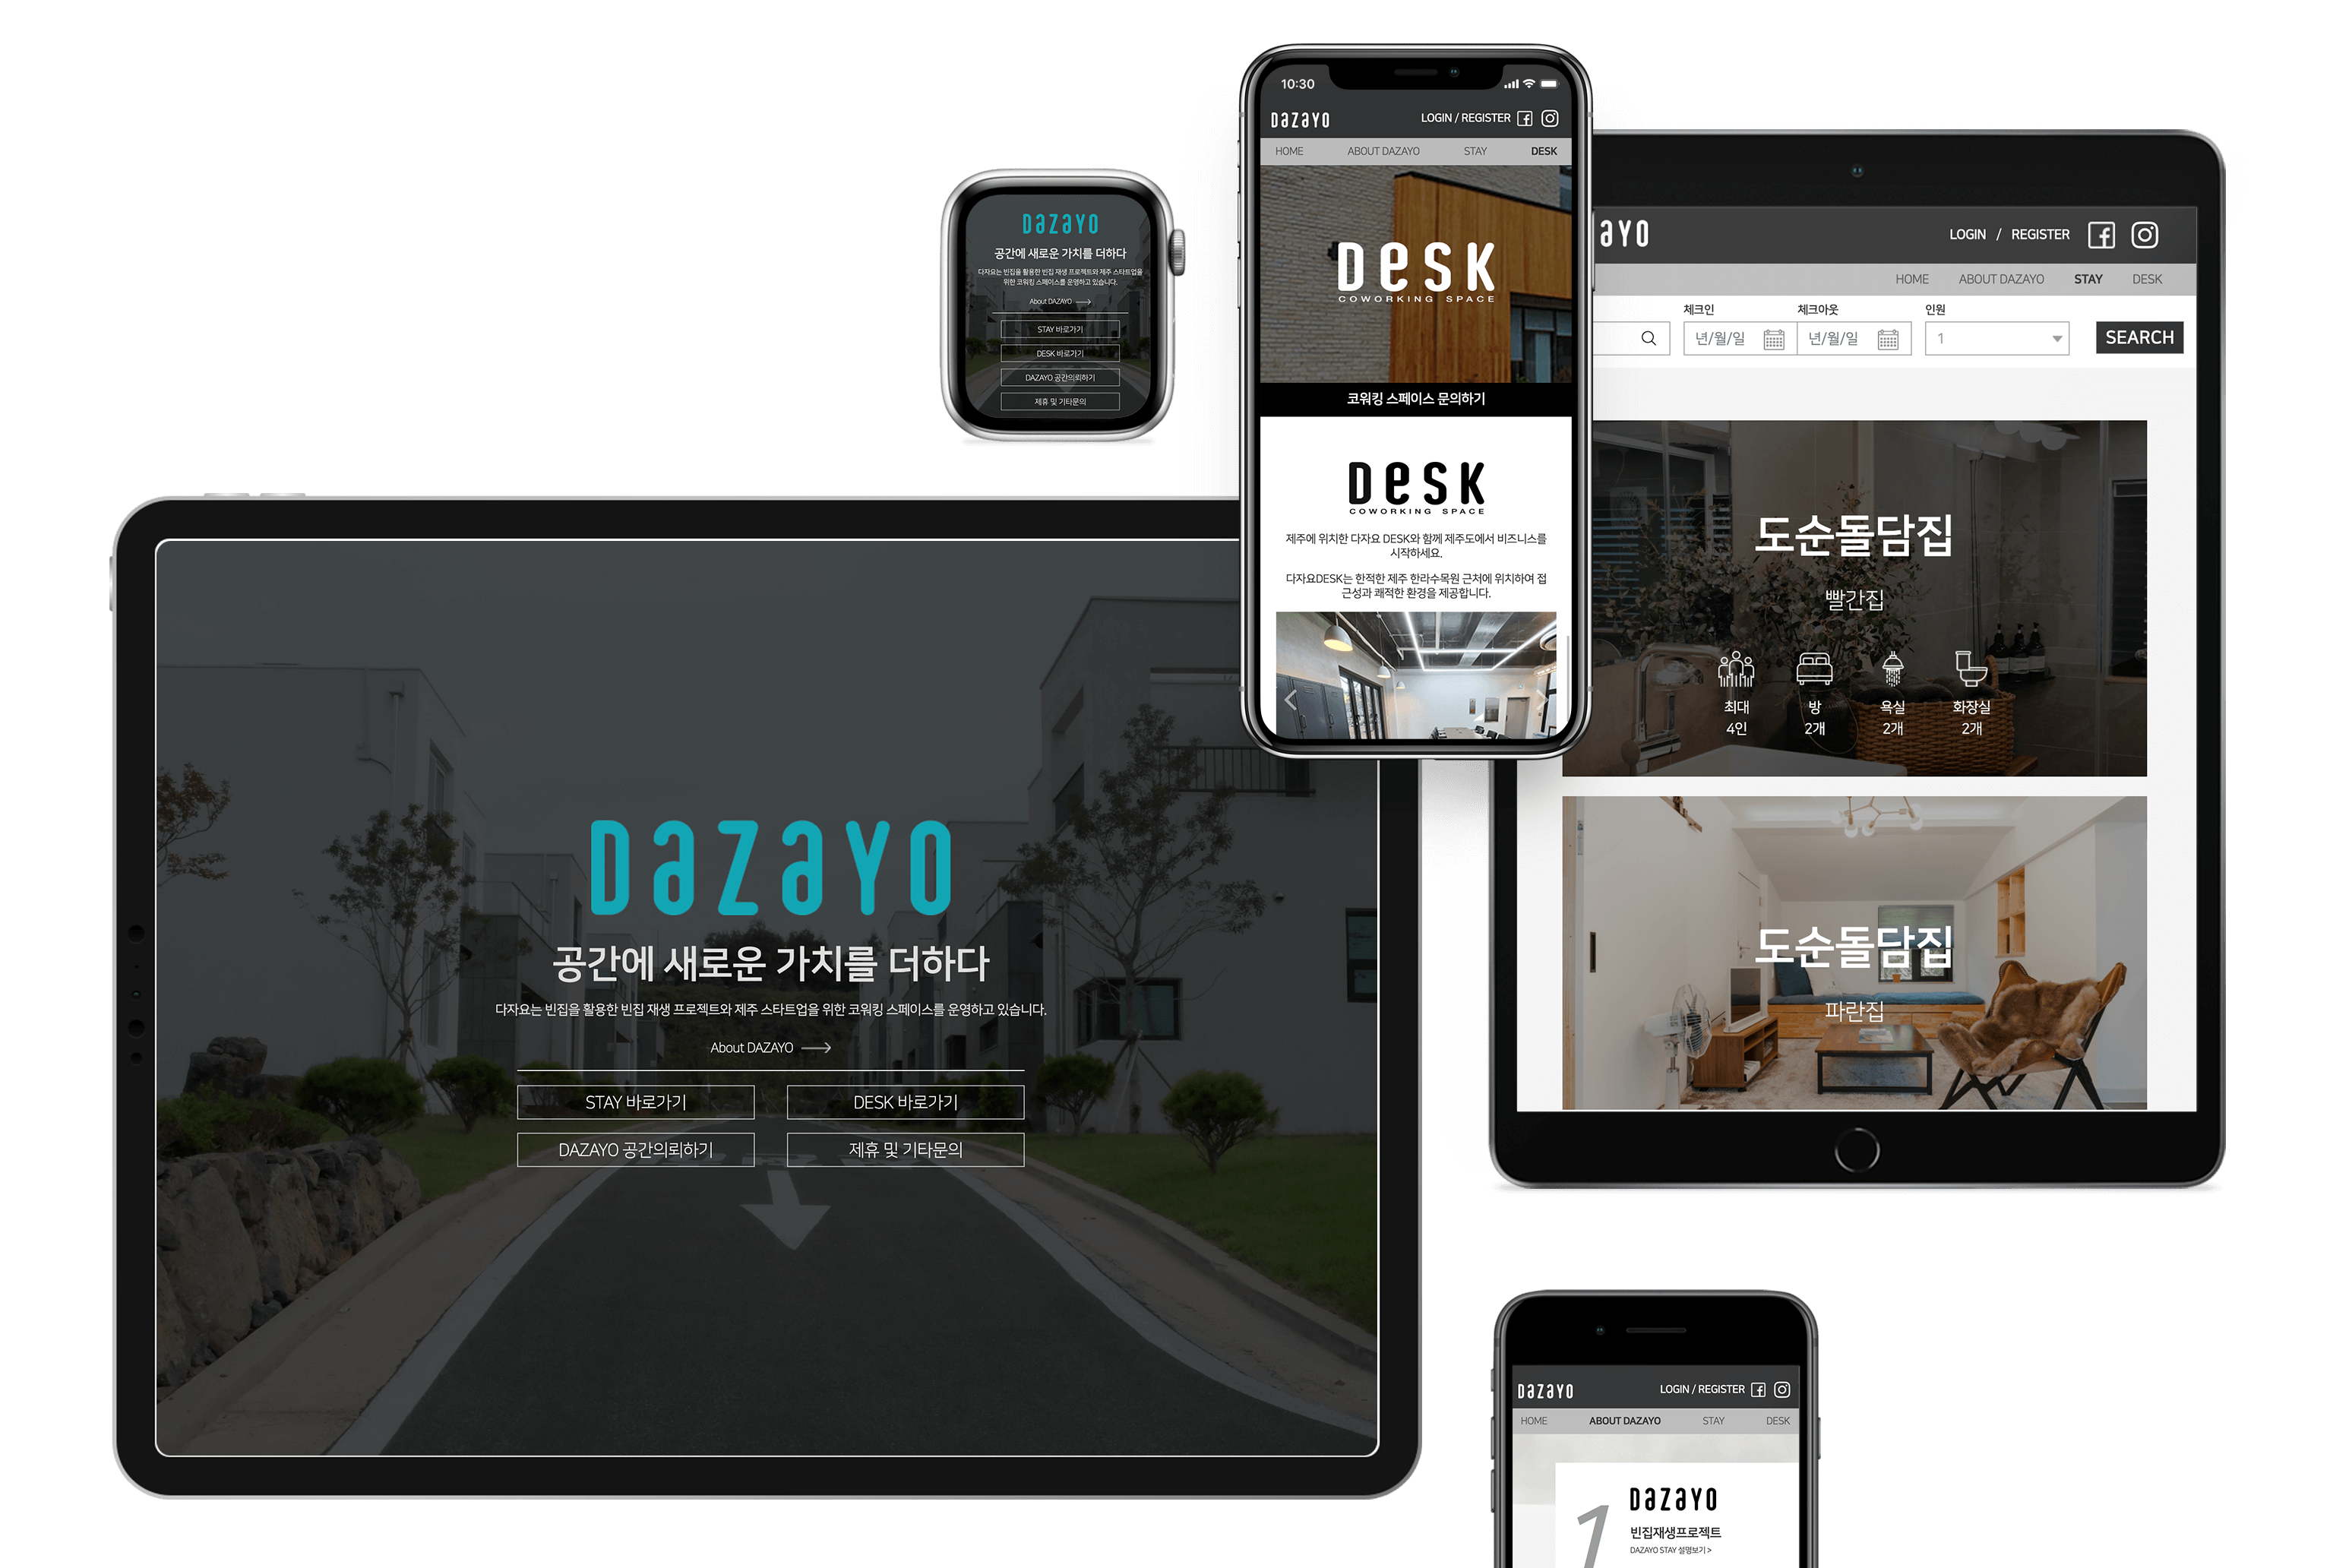 DaZaYO
공간에 새로운 가치를 더하다
다자요는 빈집을 활용한 빈집 재생 프로젝트와 제주 스타트업을
위한 코워킹 스페이스를 운영하고 있습니다.
About DAZAYO
STAY 바로가기
DESK 바로가기
DAZAYO 공간의뢰하기
제휴 및 기타문의
10:30
DaZaYO
LOGIN / REGISTER
HOME ABOUT DAZAYO STAY DESK
DeSK
COWORKING SPACE
코워킹 스페이스 문의하기
DeSK
COWORKING SPACE
제주에 위치한 다자요 DESK와 함께 제주도에서 비즈니스를
시작하세요.
다자요DESK는 한적한 제주 한라수목원 근처에 위치하여 접
근성과 쾌적한 환경을 제공합니다.
aYO
LOGIN / REGISTER
HOME ABOUT DAZAYO STAY DESK
체크인 체크아웃 인원
년/월/일 년/월/일 1 SEARCH
도순돌담집
빨간집
최대 방 욕실 화장실
4인 2개 2개 2개
도순돌담집
파란집
DaZaYO
공간에 새로운 가치를 더하다
다자요는 빈집을 활용한 빈집 재생 프로젝트와 제주 스타트업을 위한 코워킹 스페이스를 운영하고 있습니다.
About DAZAYO
STAY 바로가기 DESK 바로가기
DAZAYO 공간의뢰하기 제휴 및 기타문의
DaZaYO
LOGIN / REGISTER
HOME ABOUT DAZAYO STAY DESK
1
DaZaYO
빈집재생프로젝트
DAZAYO STAY 설명보기 >